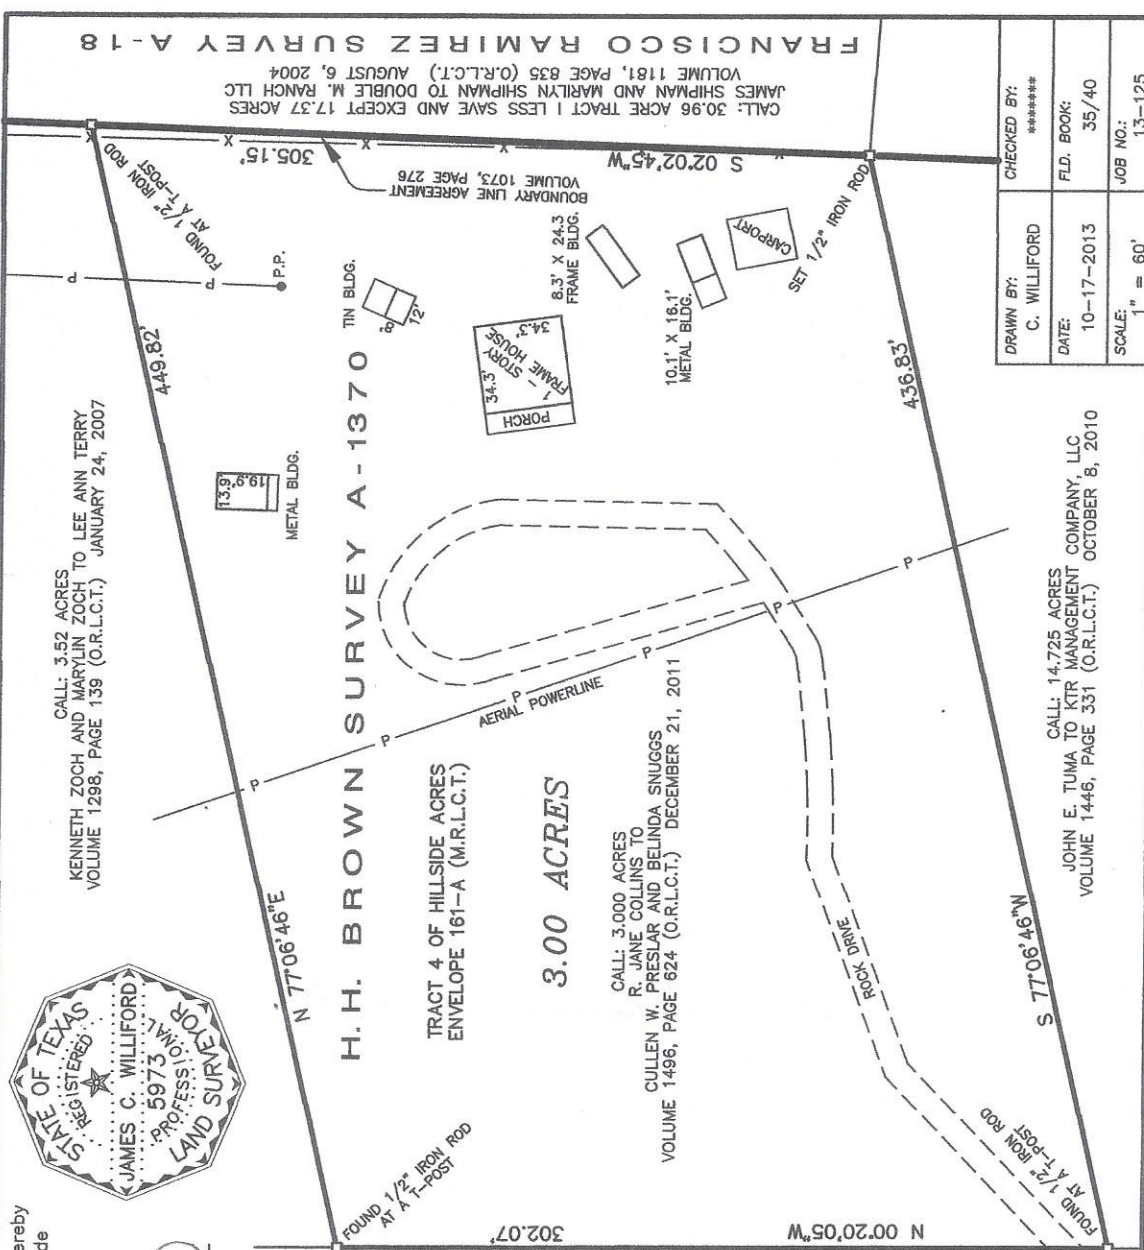 FRANCISCO RAMIREZ SURVEY A-18
CALL: 30.96 ACRE TRACT I LESS SAVE AND EXCEPT 17.37 ACRES
JAMES SHIPMAN AND MARILYN SHIPMAN TO DOUBLE M. RANCH LLC
VOLUME 1181, PAGE 835 (O.R.L.C.T.) AUGUST 6, 2004
305.15'
S 02°02'45"W
BOUNDARY LINE AGREEMENT
VOLUME 1073, PAGE 276
FOUND 1/2" IRON ROD
AT A T-POST
SET 1/2" IRON ROD
X
X
X
X
X
P
P
P.P.
TIN BLDG.
8'
12'
8.3' X 24.3
FRAME BLDG.
CARPORT
10.1' X 16.1'
METAL BLDG.
34.3'
34.3'
1 - STORY
FRAME HOUSE
PORCH
13.9'
19.9'
METAL BLDG.
449.82'
N 77°06'46"E
CALL: 3.52 ACRES
KENNETH ZOCH AND MARYLIN ZOCH TO LEE ANN TERRY
VOLUME 1298, PAGE 139 (O.R.L.C.T.) JANUARY 24, 2007
H. H. BROWN SURVEY A-1370
P
P
P
P
P
P
AERIAL POWERLINE
TRACT 4 OF HILLSIDE ACRES
ENVELOPE 161-A (M.R.L.C.T.)
3.00 ACRES
CALL: 3.000 ACRES
R. JANE COLLINS TO
CULLEN W. PRESLAR AND BELINDA SNUGGS
VOLUME 1496, PAGE 624 (O.R.L.C.T.) DECEMBER 21, 2011
ROCK DRIVE
436.83'
S 77°06'46"W
CALL: 14.725 ACRES
JOHN E. TUMA TO KTR MANAGEMENT COMPANY, LLC
VOLUME 1446, PAGE 331 (O.R.L.C.T.) OCTOBER 8, 2010
FOUND 1/2" IRON ROD
AT A T-POST
302.07'
N 00°20'05"W
FOUND 1/2" IRON ROD
AT A T-POST
STATE OF TEXAS
REGISTERED
JAMES C. WILLIFORD
5973
PROFESSIONAL
LAND SURVEYOR
DRAWN BY:
C. WILLIFORD
CHECKED BY:
*******
DATE:
10-17-2013
FLD. BOOK:
35/40
SCALE:
1" = 60'
JOB NO.:
13-125